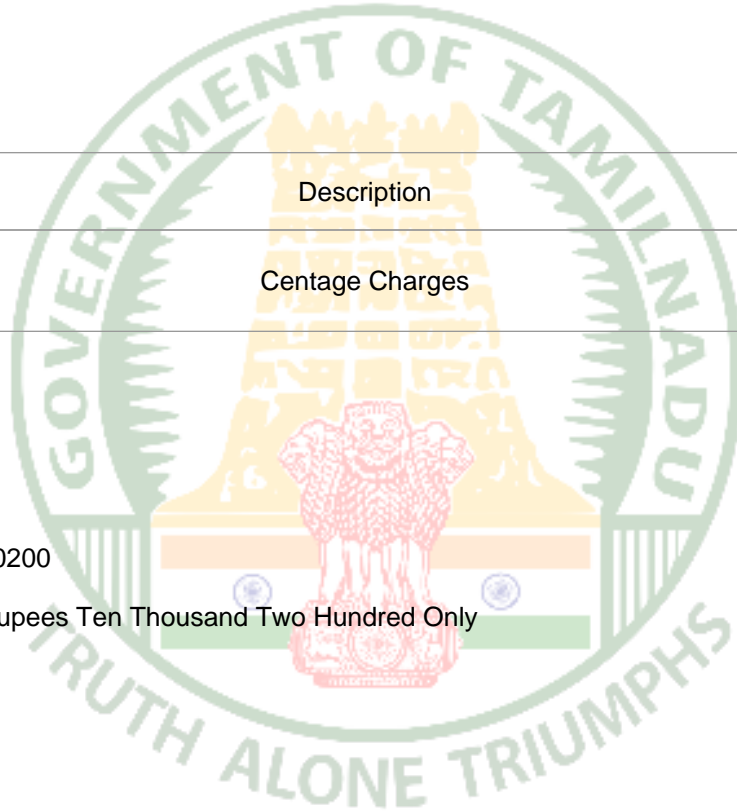 GOVERNMENT OF TAMILNADU
Description
Centage Charges
0200
upees Ten Thousand Two Hundred Only
TRUTH ALONE TRIUMPHS